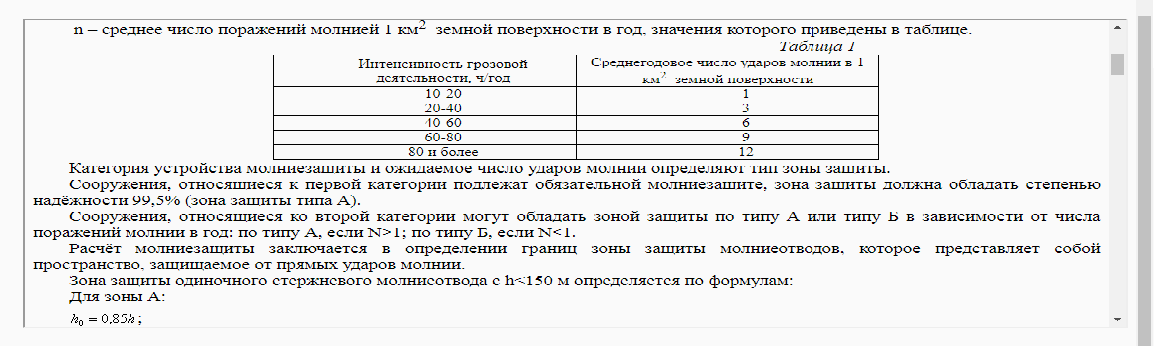 n – среднее число поражений молнией 1 км2 земной поверхности в год, значения которого приведены в таблице.
Таблица 1
Интенсивность грозовой деятельности, ч/год
Среднегодовое число ударов молнии в 1 км2 земной поверхности
10-20 1
20-40 3
40-60 6
60-80 9
80 и более 12
Категория устройства молниезащиты и ожидаемое число ударов молнии определяют тип зоны защиты.
Сооружения, относящиеся к первой категории подлежат обязательной молниезащите, зона защиты должна обладать степенью
надёжности 99,5% (зона защиты типа А).
Сооружения, относящиеся ко второй категории могут обладать зоной защиты по типу А или типу Б в зависимости от числа
поражений молнии в год: по типу А, если N>1; по типу Б, если N<1.
Расчёт молниезащиты заключается в определении границ зоны защиты молниеотводов, которое представляет собой
пространство, защищаемое от прямых ударов молнии.
Зона защиты одиночного стержневого молниеотвода с h<150 м определяется по формулам:
Для зоны А:
h0 = 0,85h;